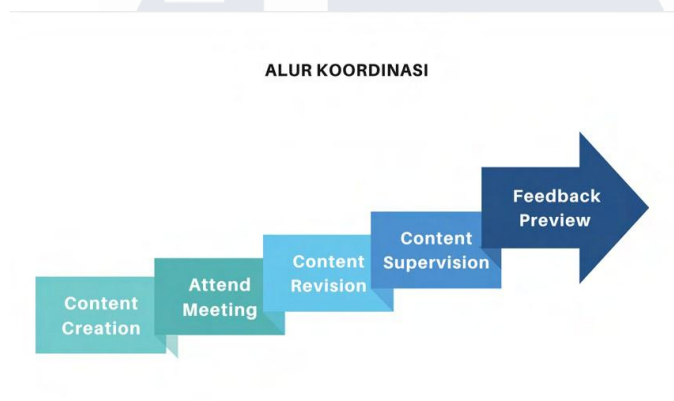 ALUR KOORDINASI
Content
Creation
Attend
Meeting
Content
Revision
Content
Supervision
Feedback
Preview